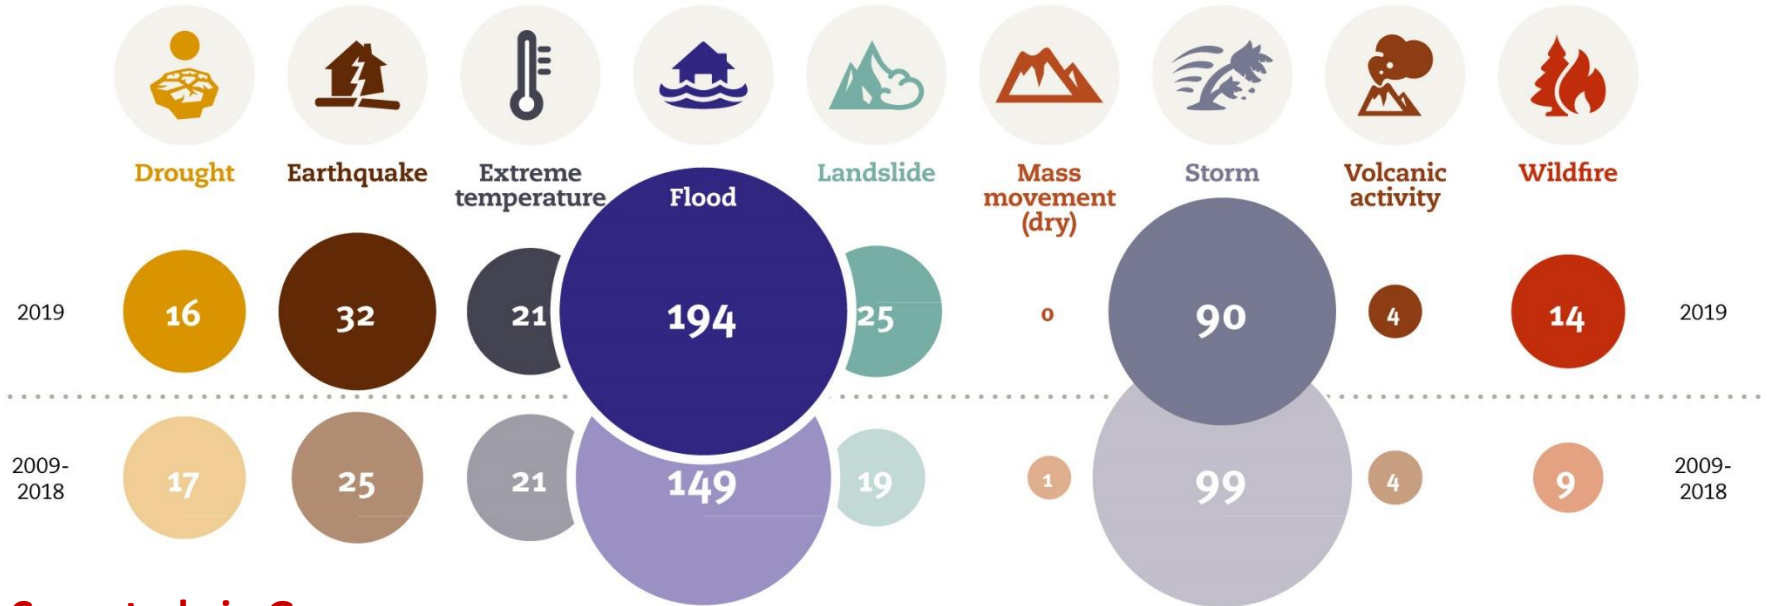 Drought
Earthquake
Extreme
temperature
Flood
Landslide
Mass
movement
(dry)
Storm
Volcanic
activity
Wildfire
2019
16
32
21
194
25
0
90
4
14
2019
2009-
2018
17
25
21
149
19
1
99
4
9
2009-
2018